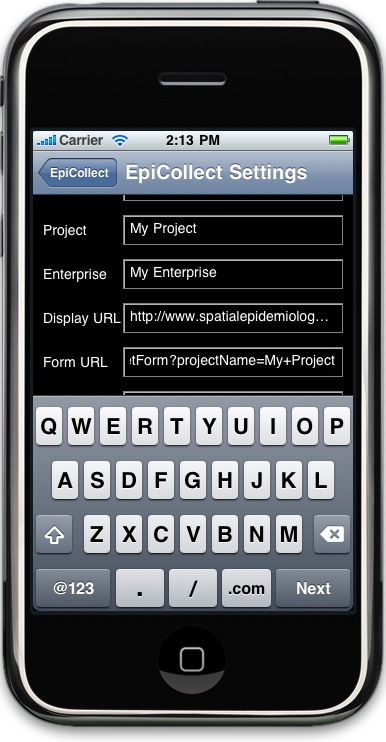 Carrier 2:13 PM
EpiCollect EpiCollect Settings
Project My Project
Enterprise My Enterprise
Display URL http://www.spatialepidemiolog...
Form URL tForm?projectName=My+Project
Q W E R T Y U I O P
A S D F G H J K L
Z X C V B N M
@123 . / .com Next